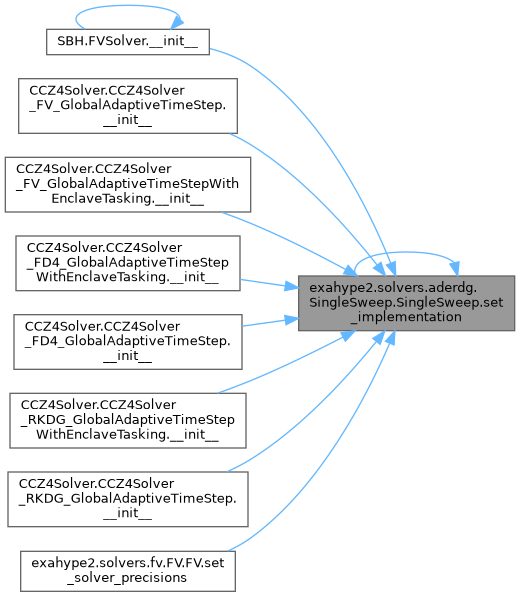 SBH.FVSolver.__init__
CCZ4Solver.CCZ4Solver
_FV_GlobalAdaptiveTimeStep.
__init__
CCZ4Solver.CCZ4Solver
_FV_GlobalAdaptiveTimeStepWith
EnclaveTasking.__init__
CCZ4Solver.CCZ4Solver
_FD4_GlobalAdaptiveTimeStep
WithEnclaveTasking.__init__
exahype2.solvers.aderdg.
SingleSweep.SingleSweep.set
_implementation
CCZ4Solver.CCZ4Solver
_FD4_GlobalAdaptiveTimeStep.
__init__
CCZ4Solver.CCZ4Solver
_RKDG_GlobalAdaptiveTimeStep
WithEnclaveTasking.__init__
CCZ4Solver.CCZ4Solver
_RKDG_GlobalAdaptiveTimeStep.
__init__
exahype2.solvers.fv.FV.FV.set
_solver_precisions